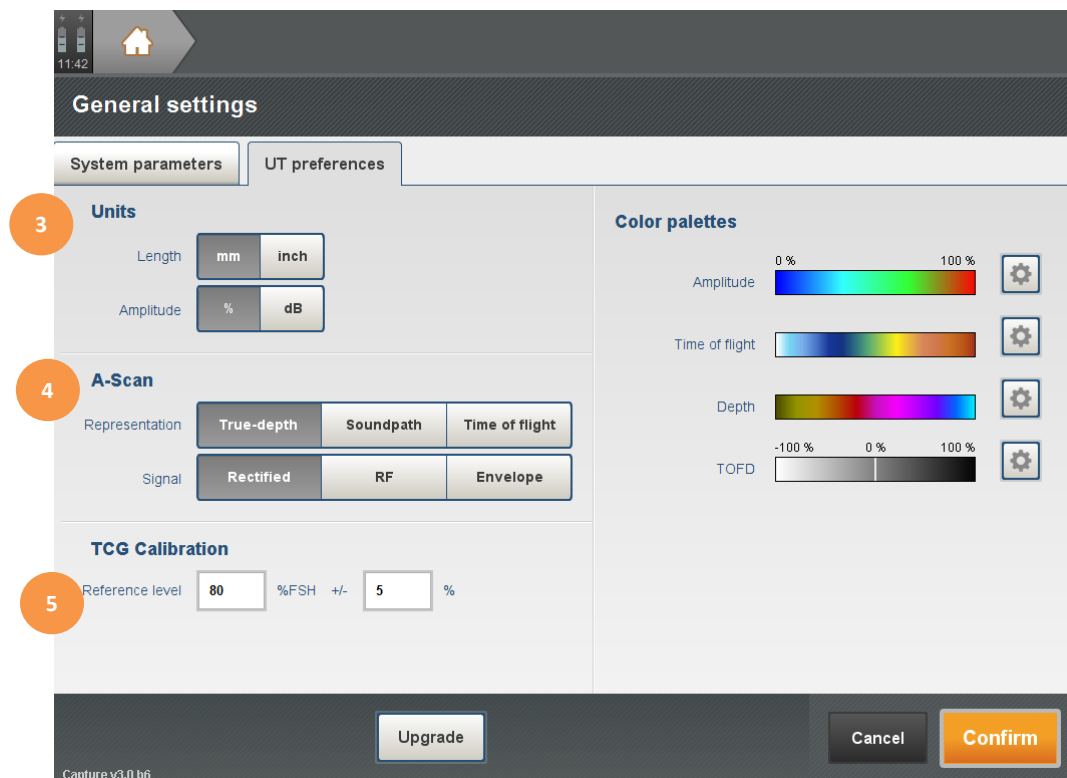 11:42
General settings
System parameters
UT preferences
3
Units
Length
mm
inch
Amplitude
%
dB
4
A-Scan
Representation
True-depth
Soundpath
Time of flight
Signal
Rectified
RF
Envelope
TCG Calibration
5
Reference level
80
%FSH
+/-
5
%
Color palettes
0 %
100 %
Amplitude
Time of flight
Depth
-100 %
0 %
100 %
TOFD
Upgrade
Cancel
Confirm
Capture v3.0 b6